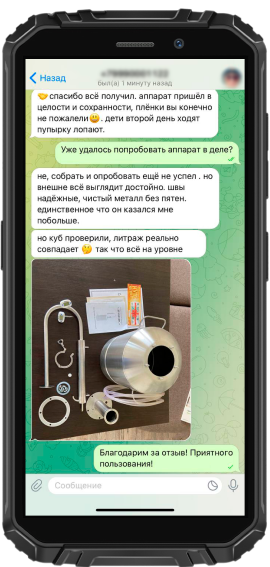 Назад
был(а) 1 минуту назад
спасибо всё получил. аппарат пришёл в
целости и сохранности, плёнки вы конечно
не пожалели😀. дети второй день ходят
пупырку лопают.
Уже удалось попробовать аппарат в деле?
не, собрать и опробовать ещё не успел . но
внешне всё выглядит достойно. швы
надёжные, чистый металл без пятен.
единственное что он казался мне
побольше.
но куб проверили, литраж реально
совпадает 🤔 так что всё на уровне
Благодарим за отзыв! Приятного
пользования!
Сообщение